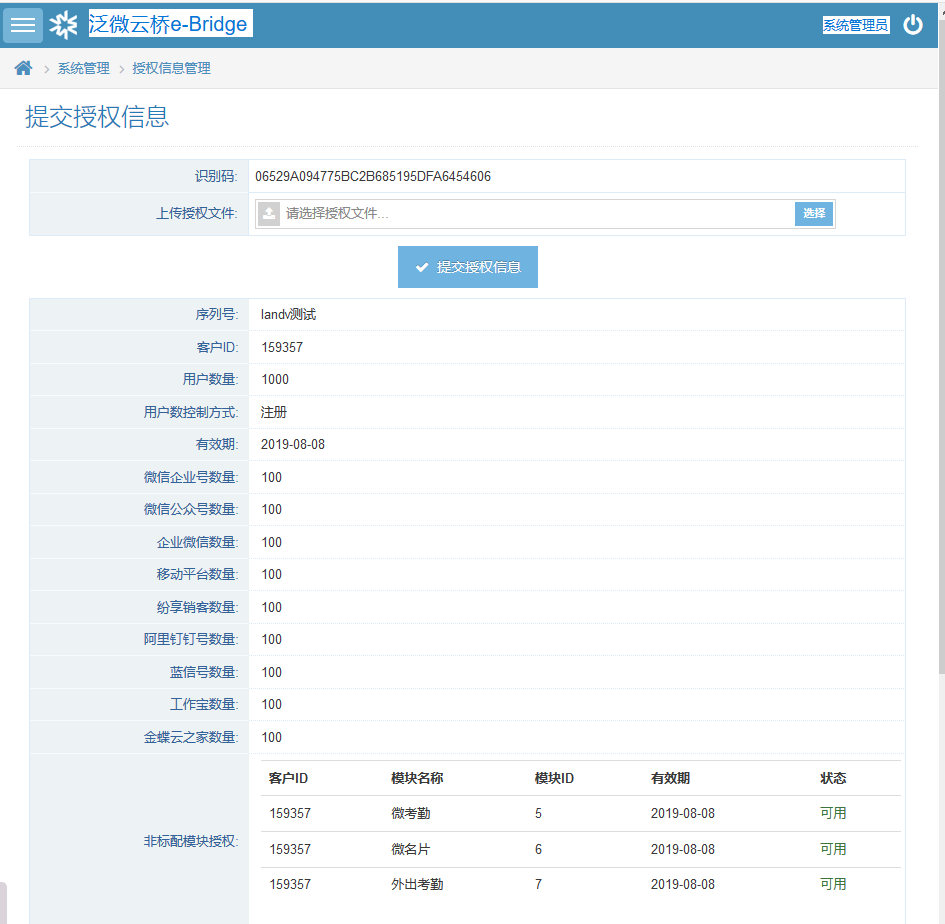 泛微云桥e-Bridge 系统管理员
系统管理 > 授权信息管理
提交授权信息
识别码: 06529A094775BC2B685195DFA6454606
上传授权文件: 请选择授权文件... 选择
提交授权信息
序列号: landv测试
客户ID: 159357
用户数量: 1000
用户数控制方式: 注册
有效期: 2019-08-08
微信企业号数量: 100
微信公众号数量: 100
企业微信数量: 100
移动平台数量: 100
纷享销客数量: 100
阿里钉钉号数量: 100
蓝信号数量: 100
工作宝数量: 100
金蝶云之家数量: 100
客户ID 模块名称 模块ID 有效期 状态
159357 微考勤 5 2019-08-08 可用
非标配模块授权:
159357 微名片 6 2019-08-08 可用
159357 外出考勤 7 2019-08-08 可用